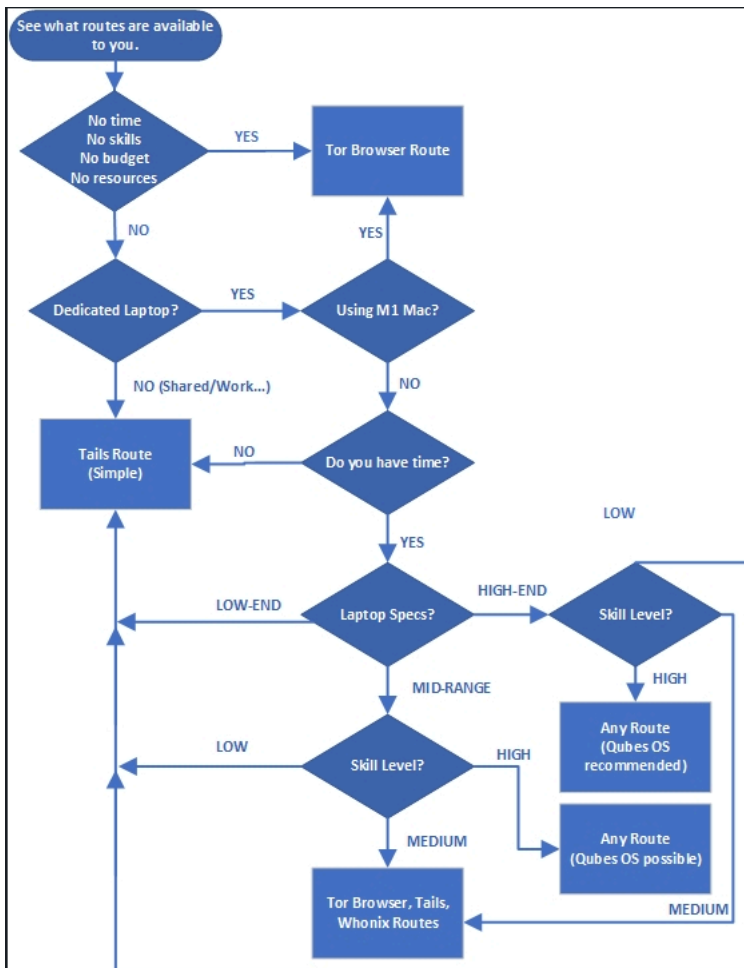 See what routes are available
to you.
No time
No skills
No budget
No resources
YES
Tor Browser Route
NO
YES
Dedicated Laptop?
YES
Using M1 Mac?
NO (Shared/Work...)
NO
Tails Route
(Simple)
NO
Do you have time?
LOW
YES
LOW-END
Laptop Specs?
HIGH-END
Skill Level?
MID-RANGE
HIGH
Any Route
(Qubes OS
recommended)
LOW
Skill Level?
HIGH
Any Route
(Qubes OS possible)
MEDIUM
Tor Browser, Tails,
Whonix Routes
MEDIUM